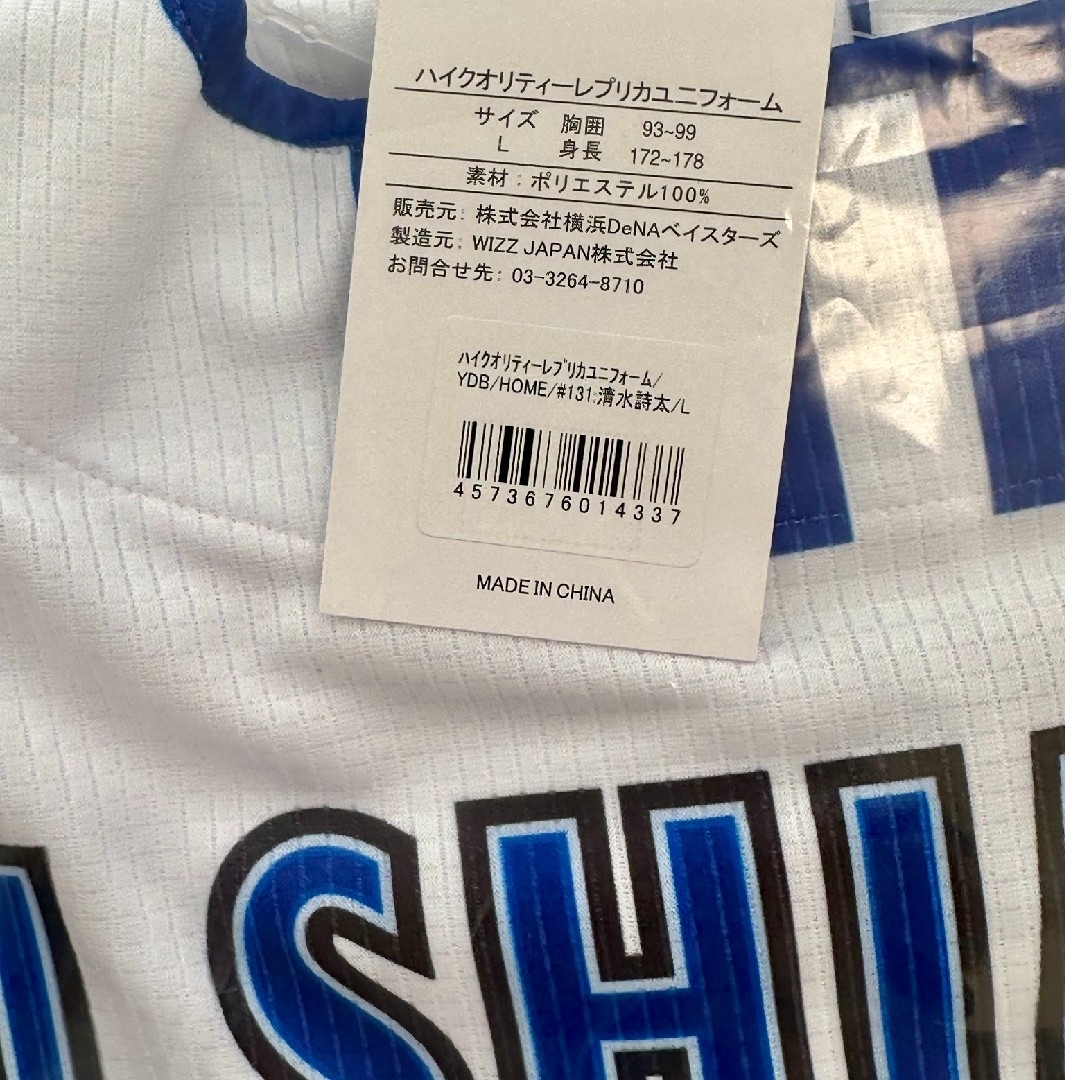 ハイクオリティーレプリカユニフォーム
サイズ 胸囲 93~99
L 身長 172~178
素材：ポリエステル100%
販売元：株式会社横浜DeNAベイスターズ
製造元：WIZZ JAPAN株式会社
お問合せ先：03-3264-8710
ﾊｲｸｵﾘﾃｨｰﾚﾌﾟﾘｶﾕﾆﾌｫｰﾑ/
YDB/HOME/#131:濱水詩太/L
4573676014337
MADE IN CHINA
SHI